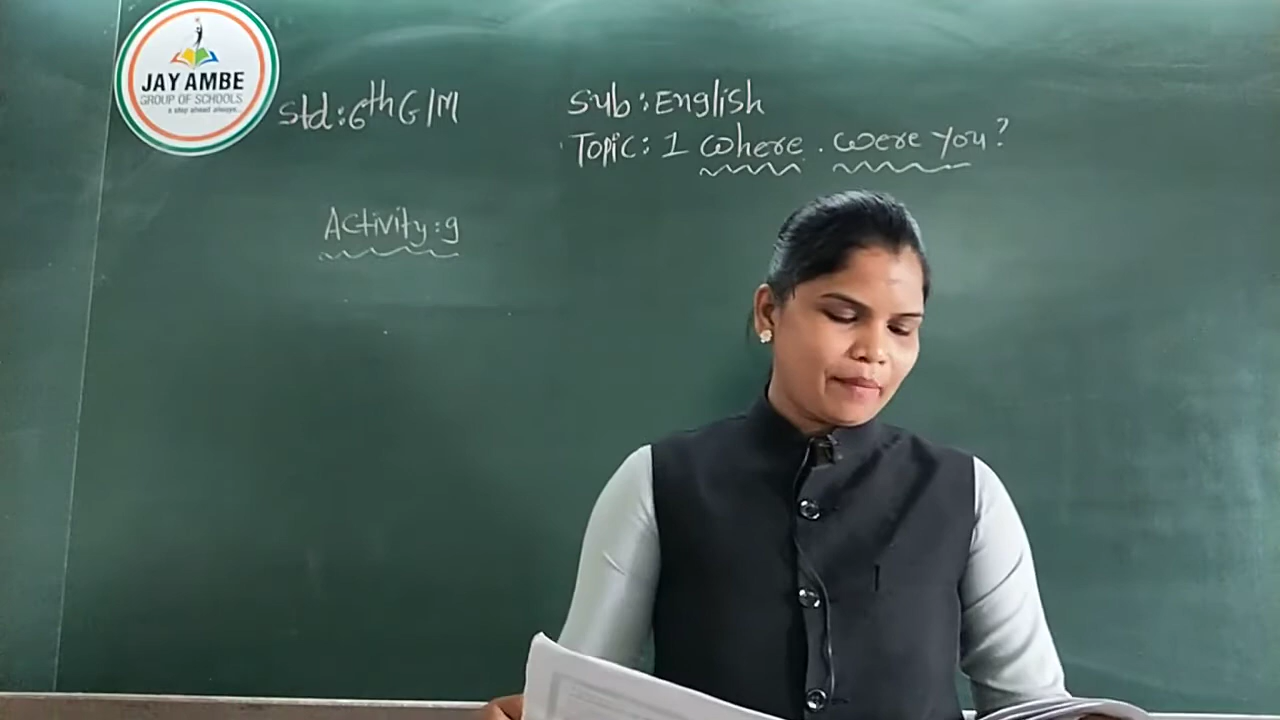 JAY AMBE
GROUP OF SCHOOLS
a step ahead always...
Std:6th G/M
Sub:English
Topic: 1 Where . Were you?
Activity:9